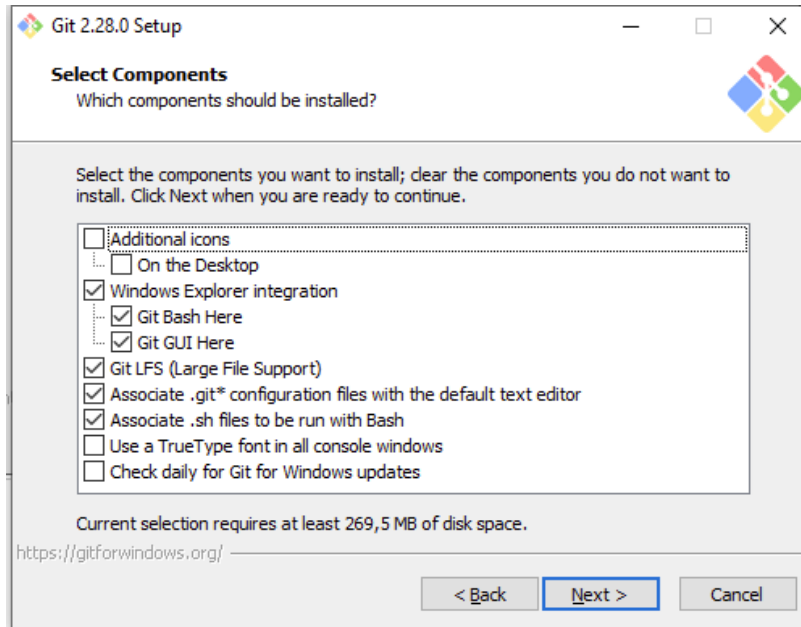 Git 2.28.0 Setup
Select Components
Which components should be installed?
Select the components you want to install; clear the components you do not want to
install. Click Next when you are ready to continue.
Additional icons
On the Desktop
Windows Explorer integration
Git Bash Here
Git GUI Here
Git LFS (Large File Support)
Associate .git* configuration files with the default text editor
Associate .sh files to be run with Bash
Use a TrueType font in all console windows
Check daily for Git for Windows updates
Current selection requires at least 269,5 MB of disk space.
https://gitforwindows.org/
< Back Next > Cancel